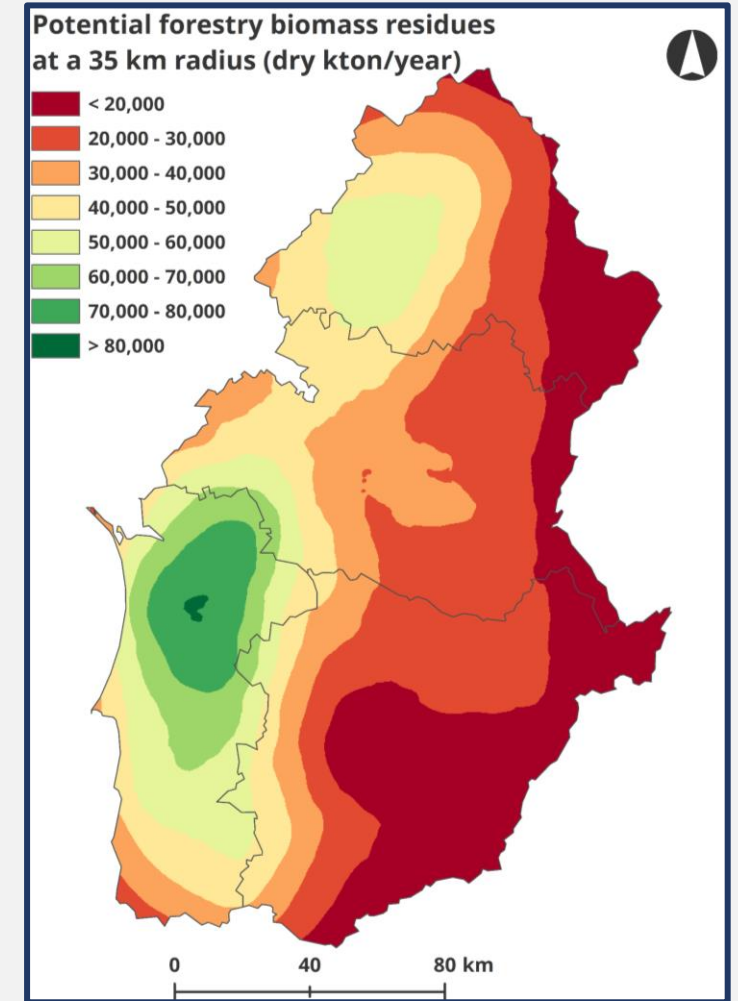 Potential forestry biomass residues
at a 35 km radius (dry kton/year)
< 20,000
20,000 - 30,000
30,000 - 40,000
40,000 - 50,000
50,000 - 60,000
60,000 - 70,000
70,000 - 80,000
> 80,000
0 40 80 km